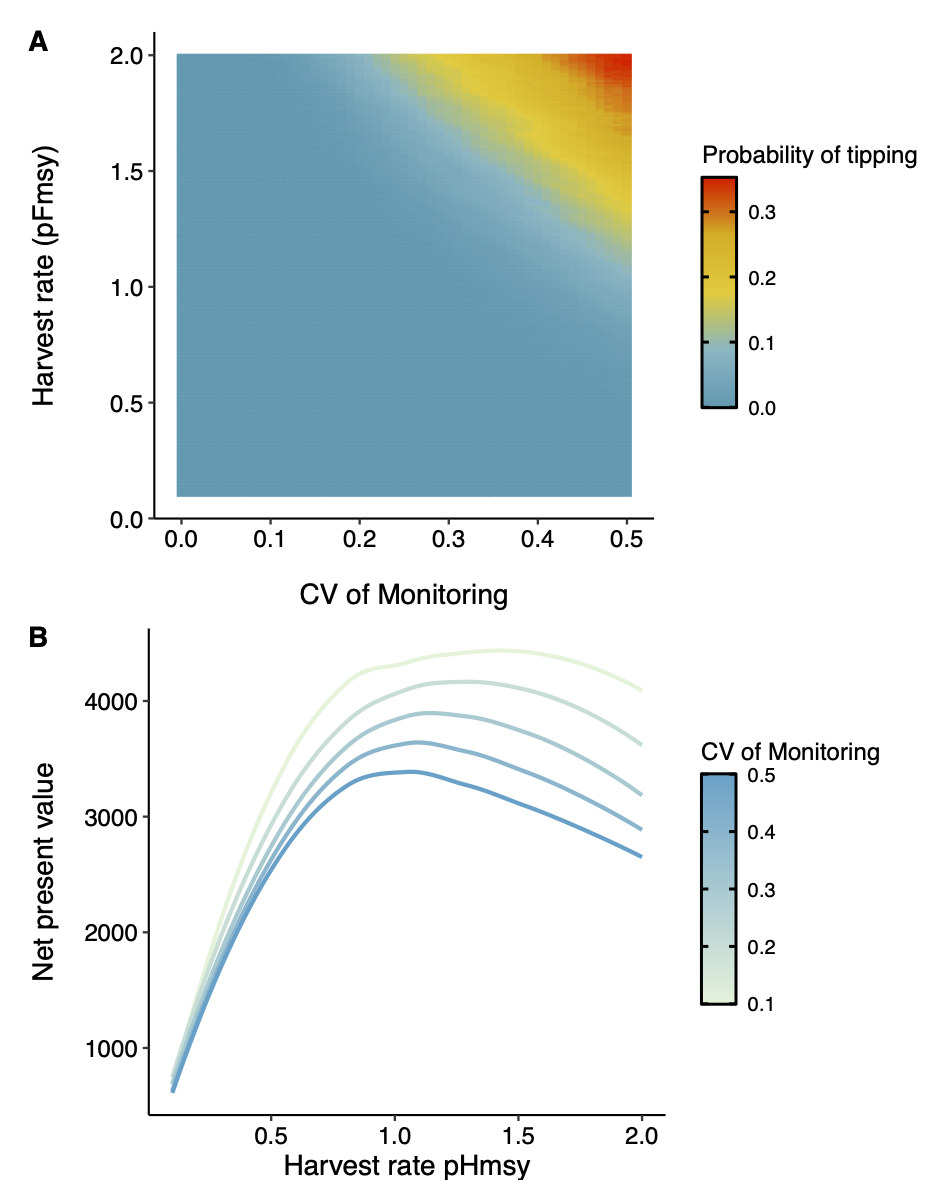 A
Harvest rate (pFmsy)
2.0
1.5
1.0
0.5
0.0
0.0 0.1 0.2 0.3 0.4 0.5
CV of Monitoring
Probability of tipping
0.3
0.2
0.1
0.0
B
Net present value
4000
3000
2000
1000
0.5 1.0 1.5 2.0
Harvest rate pHmsy
CV of Monitoring
0.5
0.4
0.3
0.2
0.1